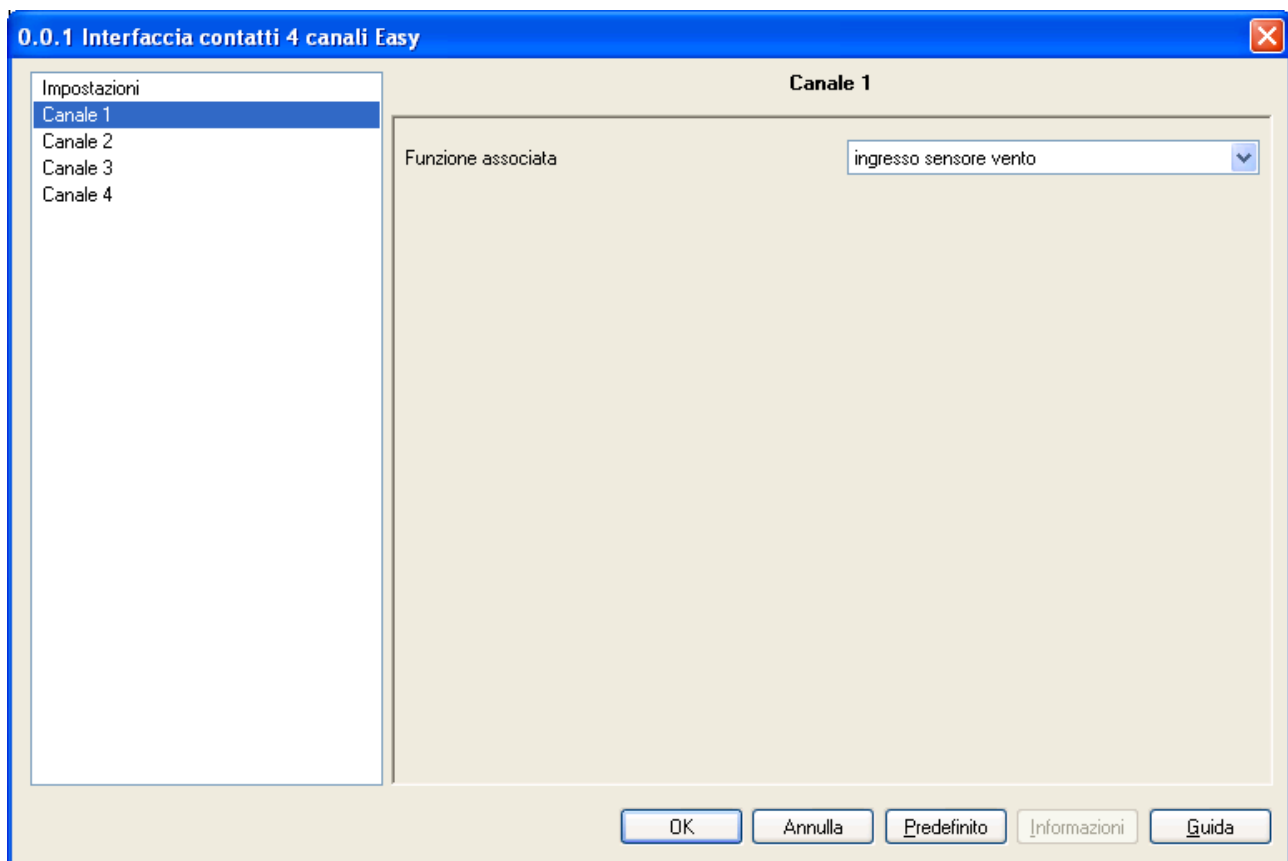 0.0.1 Interfaccia contatti 4 canali Easy
Impostazioni
Canale 1
Canale 2
Canale 3
Canale 4
Canale 1
Funzione associata
ingresso sensore vento
OK
Annulla
Predefinito
Informazioni
Guida